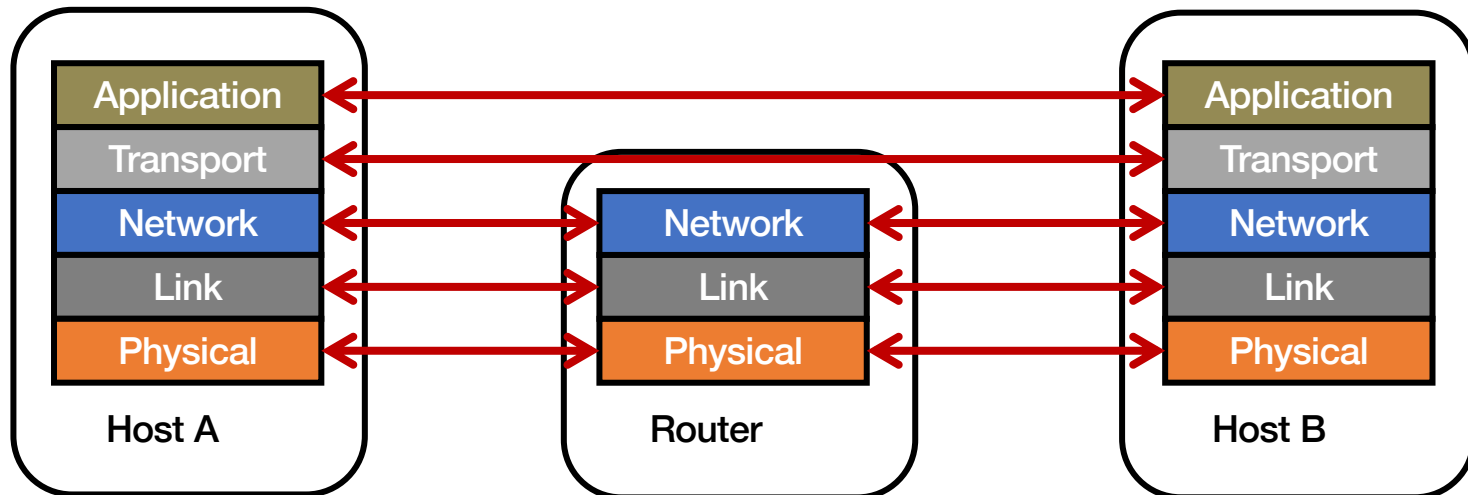 Application
Transport
Network
Link
Physical
Host A
Network
Link
Physical
Router
Application
Transport
Network
Link
Physical
Host B